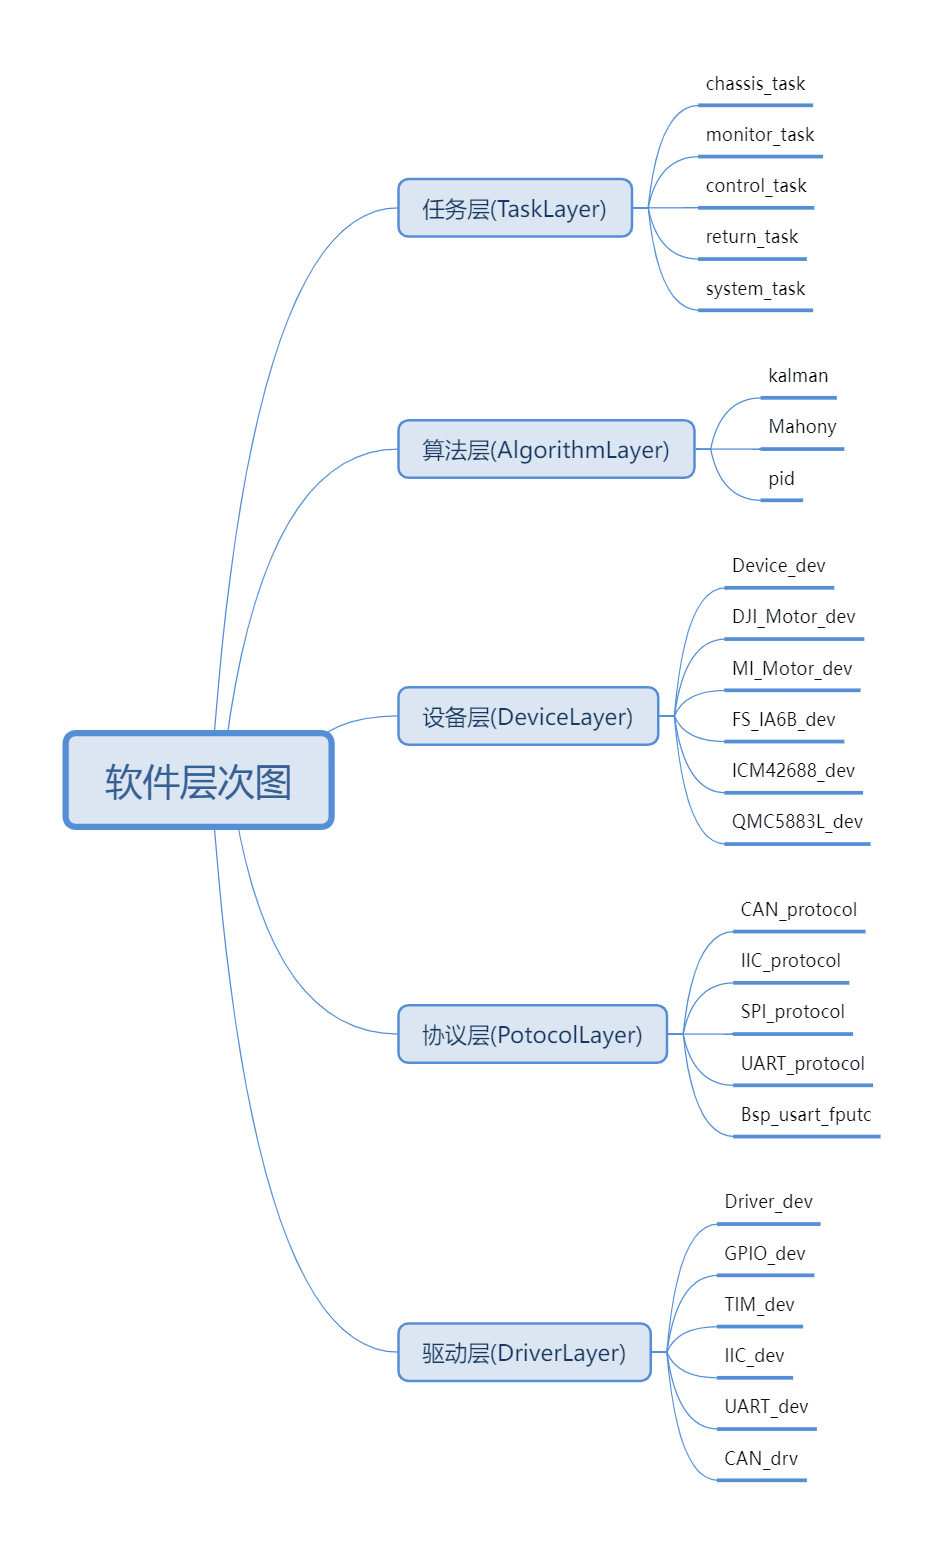 软件层次图
任务层(TaskLayer)
chassis_task
monitor_task
control_task
return_task
system_task
算法层(AlgorithmLayer)
kalman
Mahony
pid
设备层(DeviceLayer)
Device_dev
DJI_Motor_dev
MI_Motor_dev
FS_IA6B_dev
ICM42688_dev
QMC5883L_dev
协议层(PotocolLayer)
CAN_protocol
IIC_protocol
SPI_protocol
UART_protocol
Bsp_usart_fputc
驱动层(DriverLayer)
Driver_dev
GPIO_dev
TIM_dev
IIC_dev
UART_dev
CAN_drv